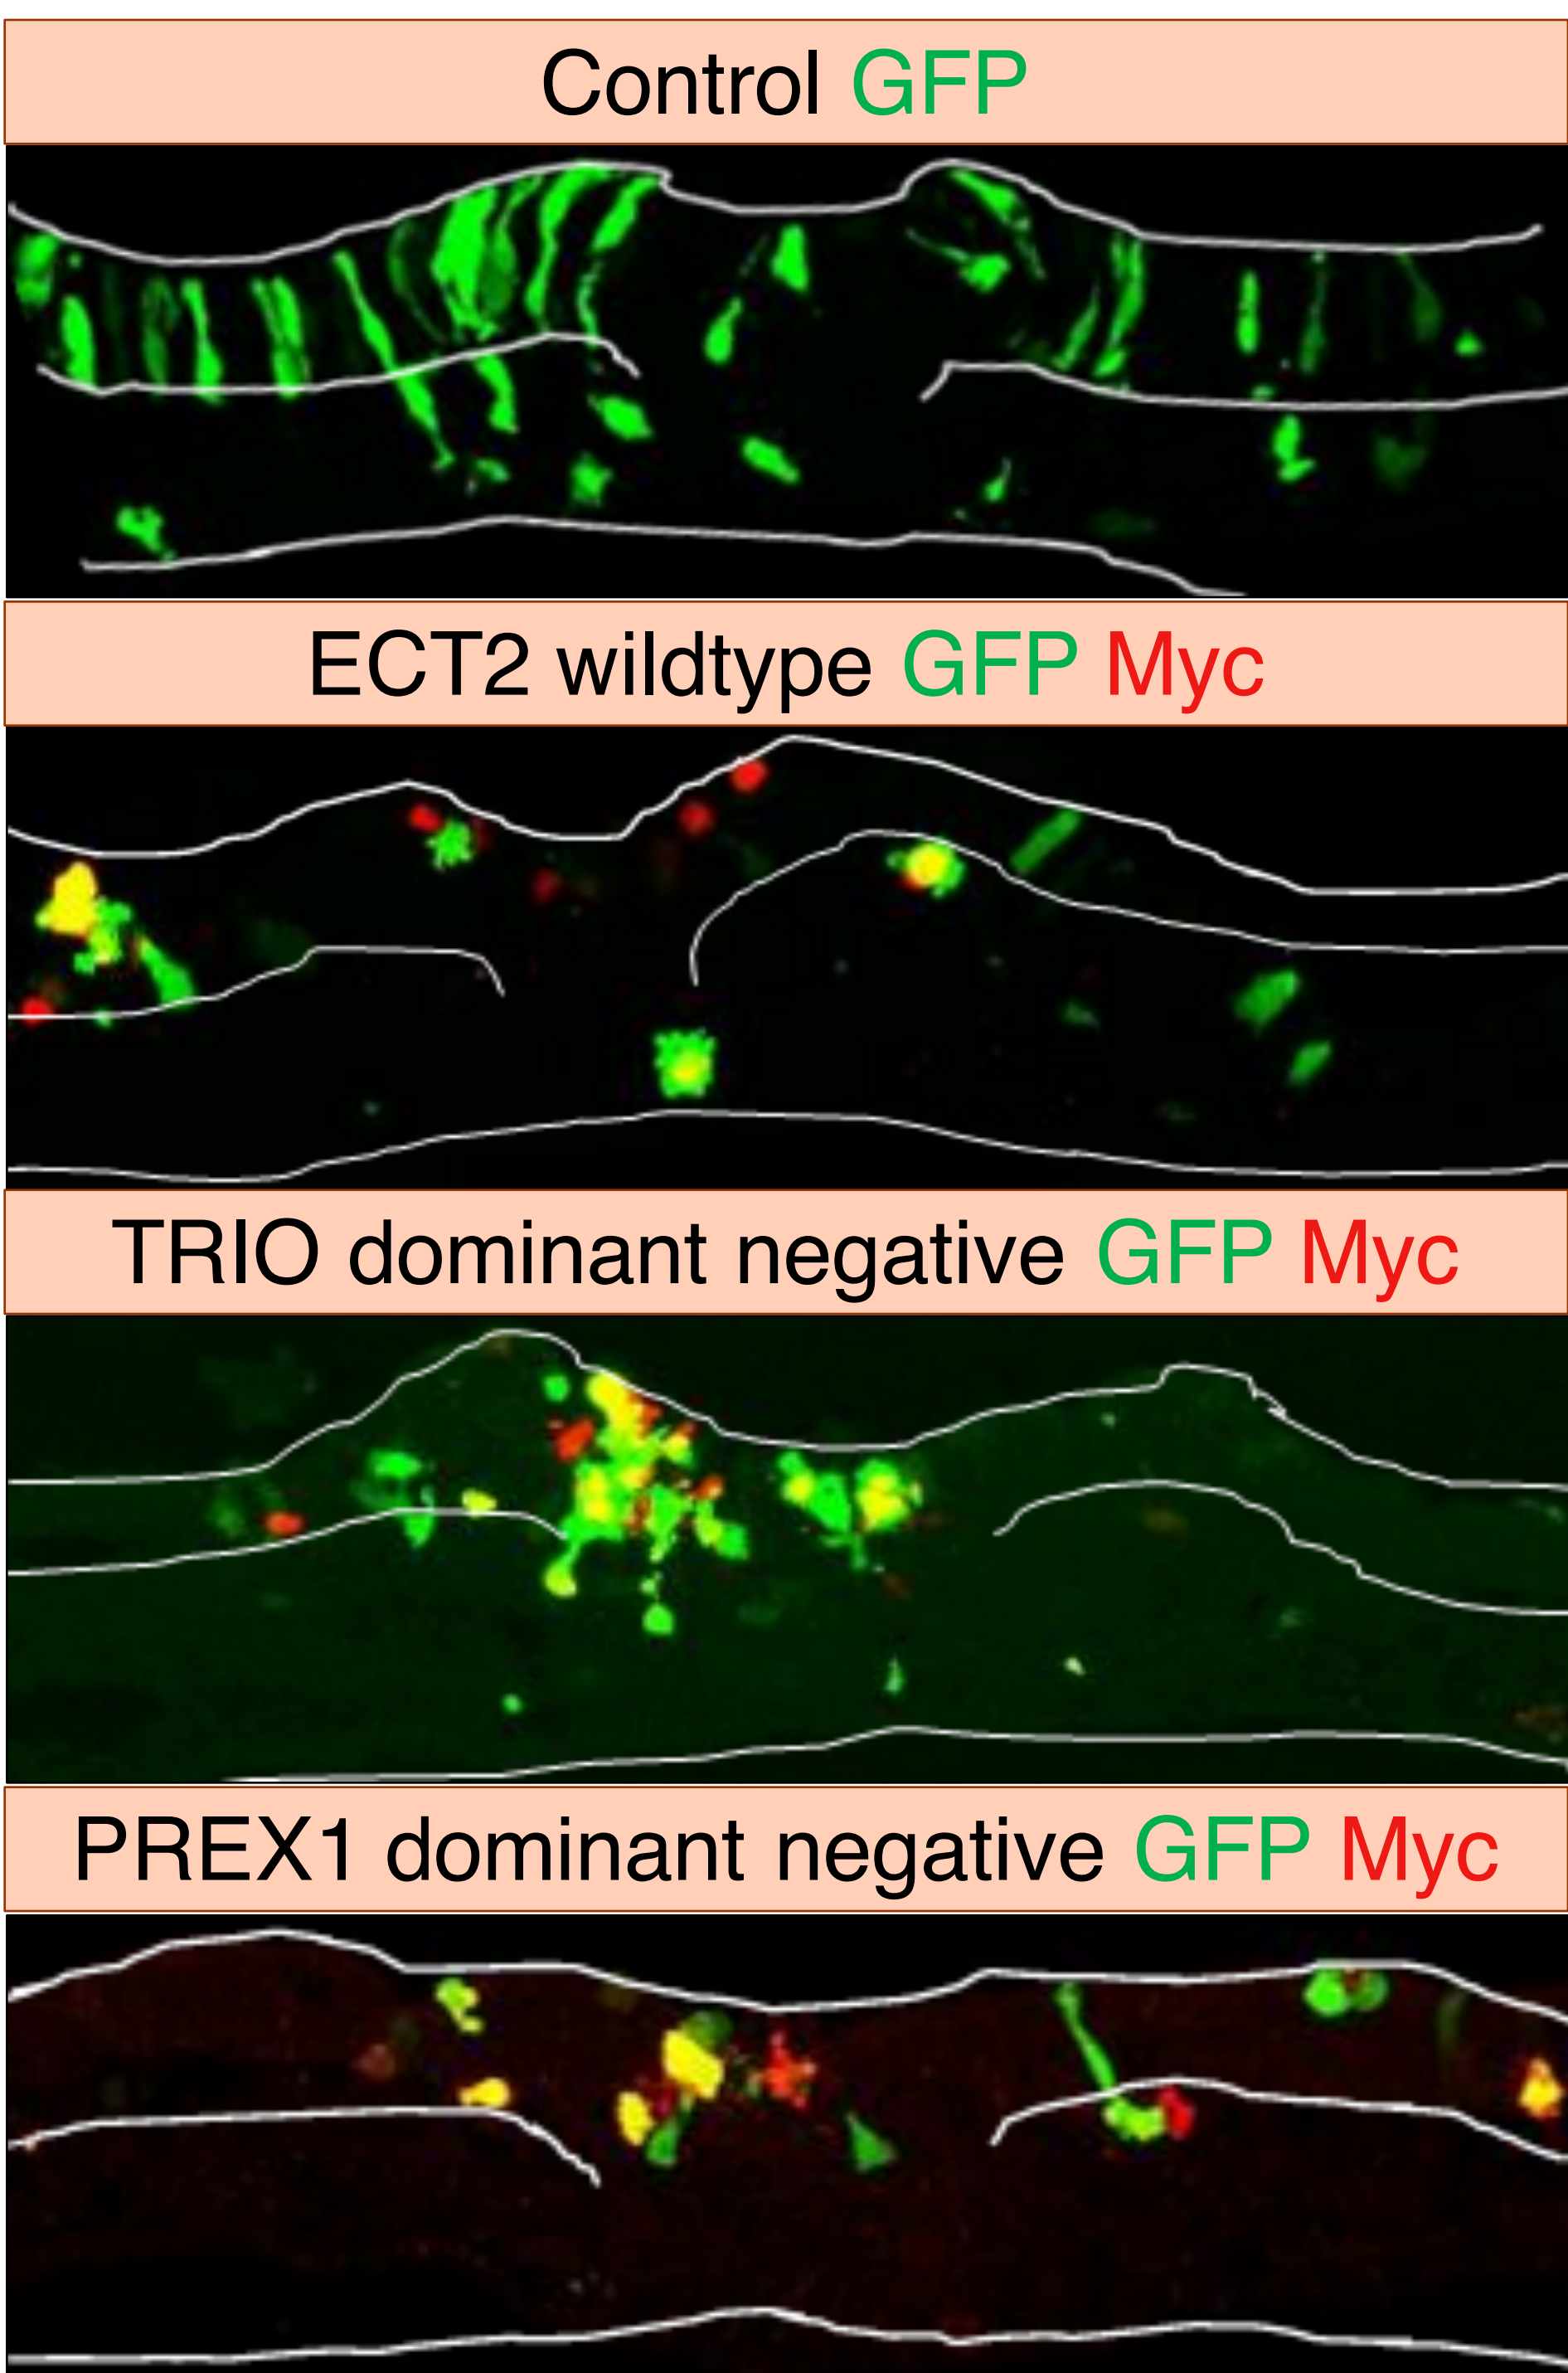 Control GFP
ECT2 wildtype GFP Myc
TRIO dominant negative GFP Myc
PREX1 dominant negative GFP Myc